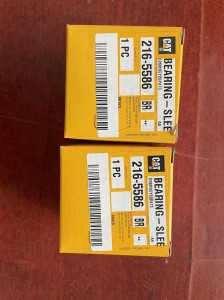 CAT
BEARING-SLEE
216-5586 BR
1 PC
CAT
BEARING-SLEE
216-5586 BR
1 PC